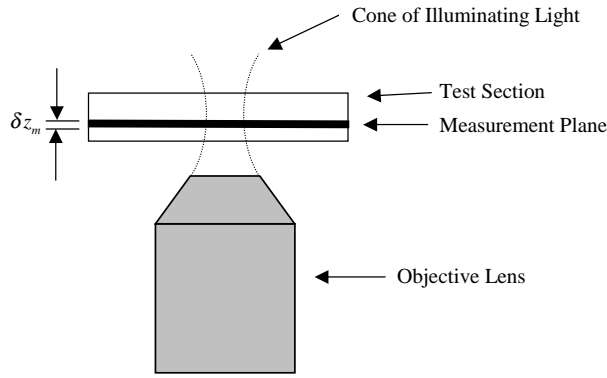 Cone of Illuminating Light
Test Section
δz_m
Measurement Plane
Objective Lens